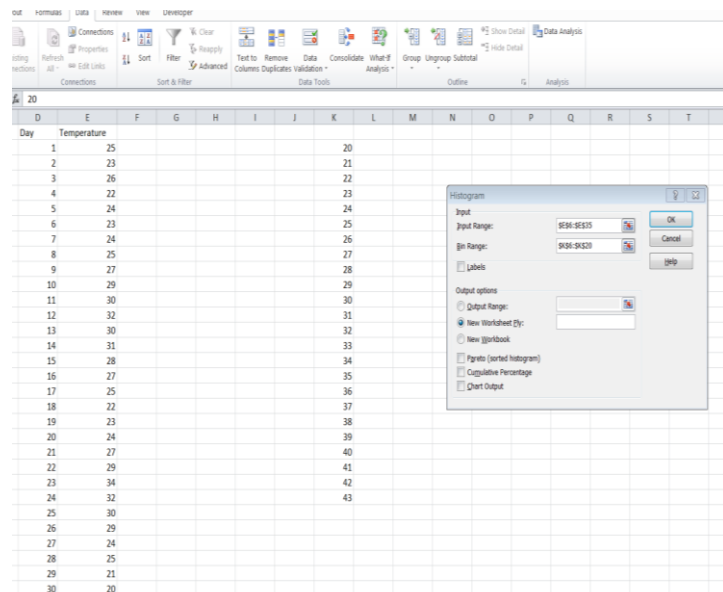 out Formulas Data Review View Developer
Connections Clear Show Detail Data Analysis
Properties Reapply Hide Detail
Refresh All Edit Links Sort Filter Advanced Text to Columns Remove Duplicates Data Validation Consolidate What-If Analysis Group Ungroup Subtotal
Connections Sort & Filter Data Tools Outline Analysis
fx 20
D E F G H I J K L M N O P Q R S T
Day Temperature
1 25 20
2 23 21
3 26 22
4 22 23
5 24 24
6 23 25
7 24 26
8 25 27
9 27 28
10 29 29
11 30 30
12 32 31
13 30 32
14 31 33
15 28 34
16 27 35
17 25 36
18 22 37
19 23 38
20 24 39
21 27 40
22 29 41
23 34 42
24 32 43
25 30
26 29
27 24
28 25
29 21
30 20
Histogram
Input
Input Range: $E$6:$E$35 OK
Bin Range: $K$6:$K$20 Cancel
Labels Help
Output options
Output Range:
New Worksheet Ply:
New Workbook
Pareto (sorted histogram)
Cumulative Percentage
Chart Output